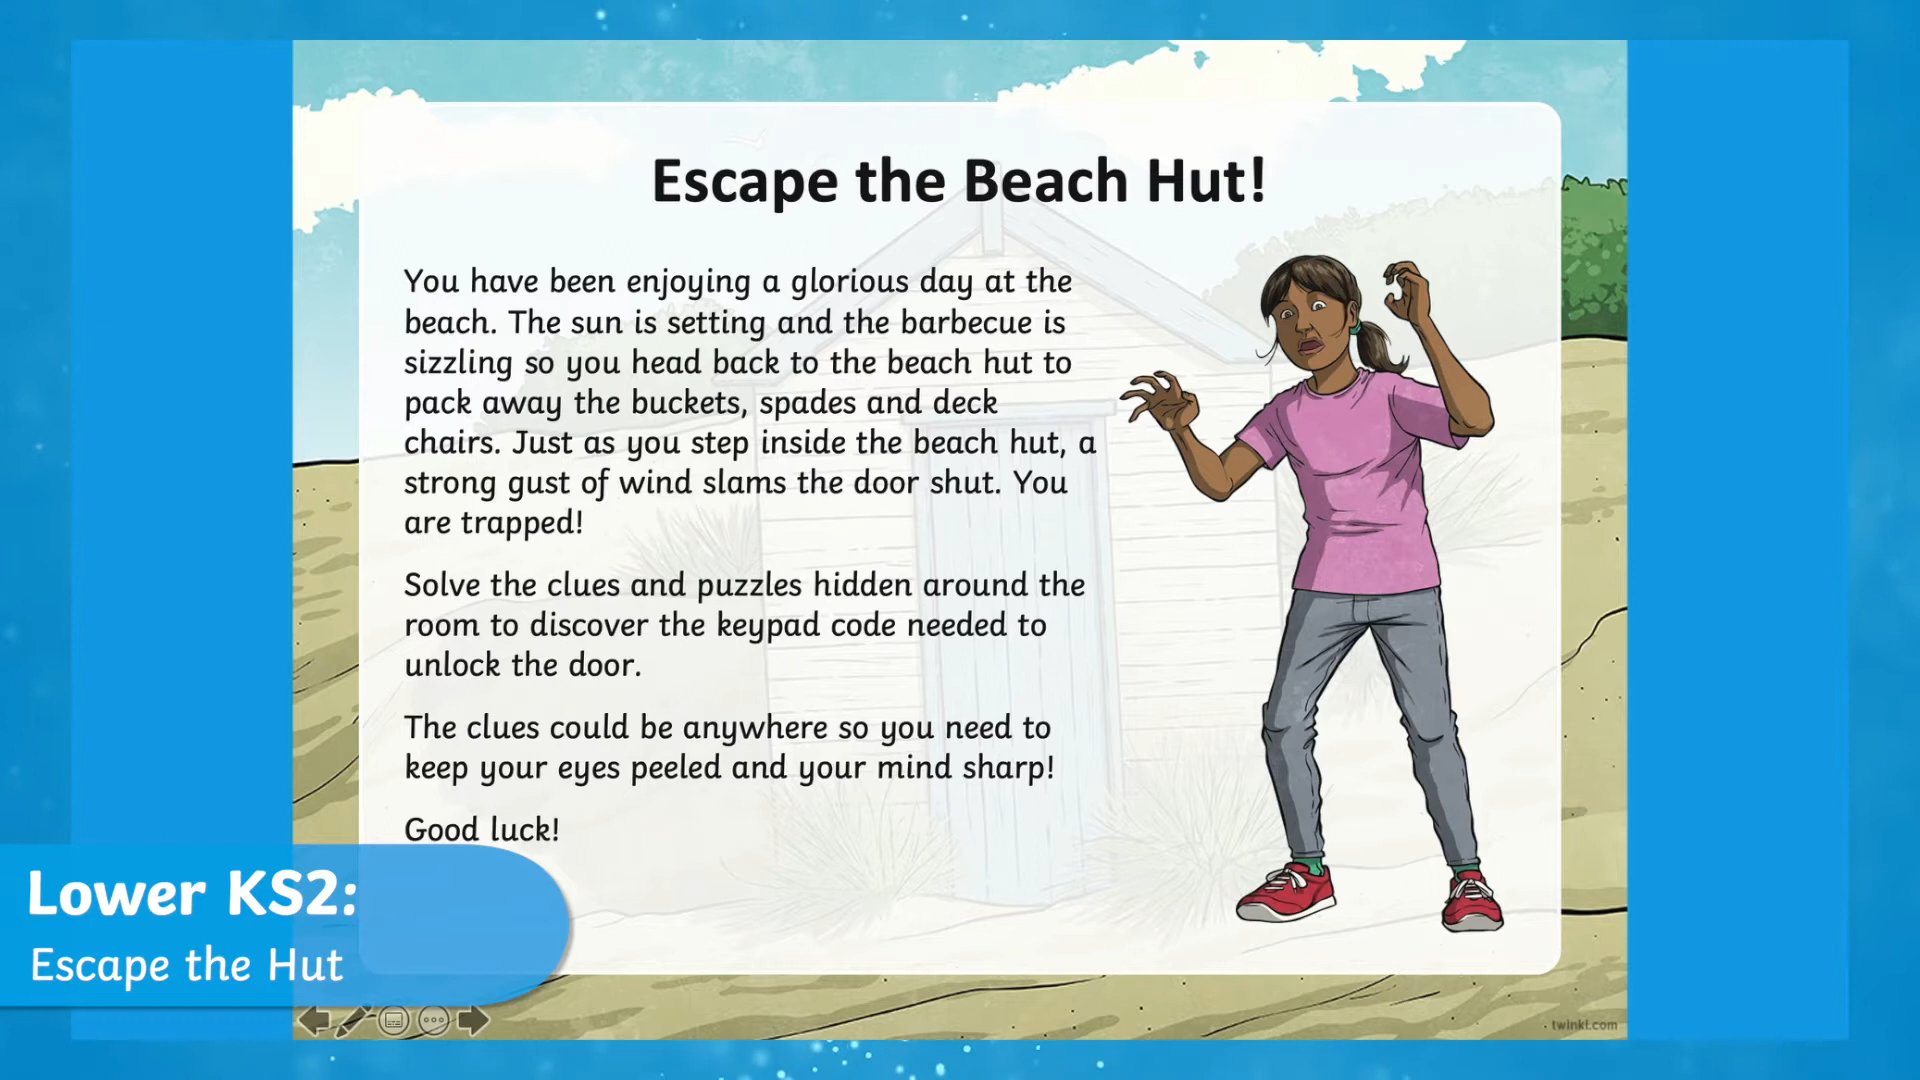 Escape the Beach Hut!
You have been enjoying a glorious day at the
beach. The sun is setting and the barbecue is
sizzling so you head back to the beach hut to
pack away the buckets, spades and deck
chairs. Just as you step inside the beach hut, a
strong gust of wind slams the door shut. You
are trapped!
Solve the clues and puzzles hidden around the
room to discover the keypad code needed to
unlock the door.
The clues could be anywhere so you need to
keep your eyes peeled and your mind sharp!
Good luck!
Lower KS2:
Escape the Hut
twinkl.com